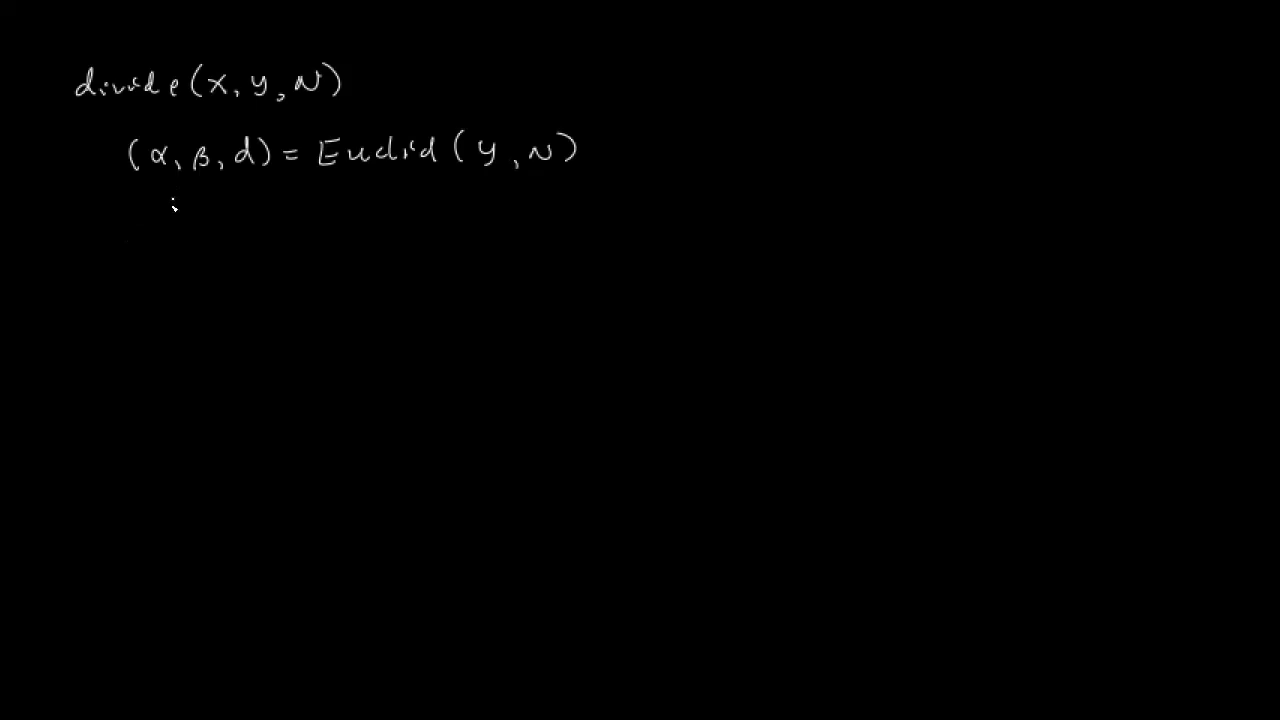 divide(x, y, N)
(α, β, d) = Euclid(y, N)